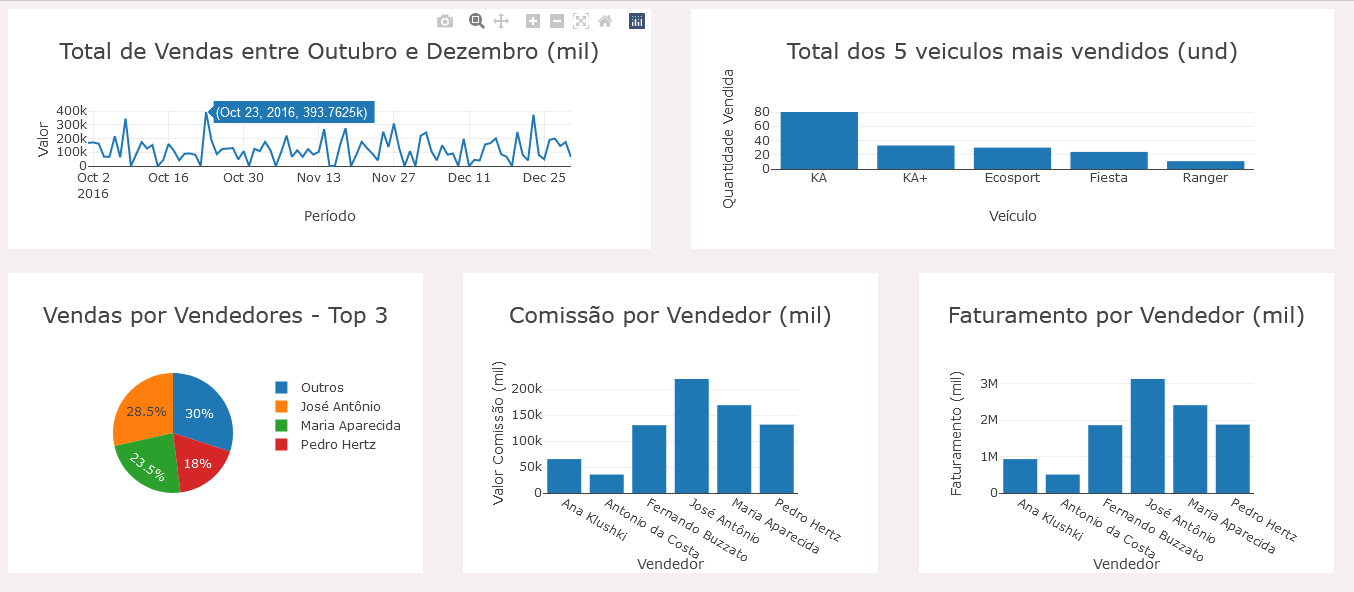 Total de Vendas entre Outubro e Dezembro (mil)
400k
300k
200k
100k
0
Valor
(Oct 23, 2016, 393.7625k)
Oct 2
2016
Oct 16
Oct 30
Nov 13
Nov 27
Dec 11
Dec 25
Período
Total dos 5 veiculos mais vendidos (und)
Quantidade Vendida
80
60
40
20
0
KA
KA+
Ecosport
Fiesta
Ranger
Veículo
Vendas por Vendedores - Top 3
28.5%
30%
23.5%
18%
Outros
José Antônio
Maria Aparecida
Pedro Hertz
Comissão por Vendedor (mil)
Valor Comissão (mil)
200k
150k
100k
50k
0
Ana Klushki
Antonio da Costa
Fernando Buzzato
José Antônio
Maria Aparecida
Pedro Hertz
Vendedor
Faturamento por Vendedor (mil)
Faturamento (mil)
3M
2M
1M
0
Ana Klushki
Antonio da Costa
Fernando Buzzato
José Antônio
Maria Aparecida
Pedro Hertz
Vendedor